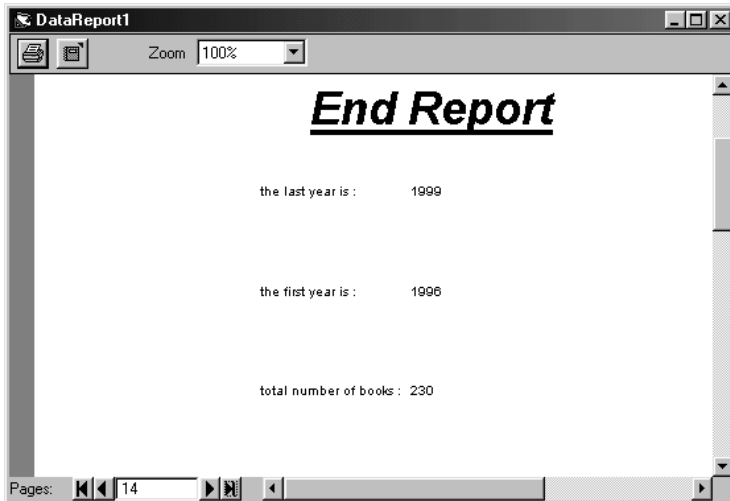 DataReport1
Zoom 100%
End Report
the last year is : 1999
the first year is : 1996
total number of books : 230
Pages: 14